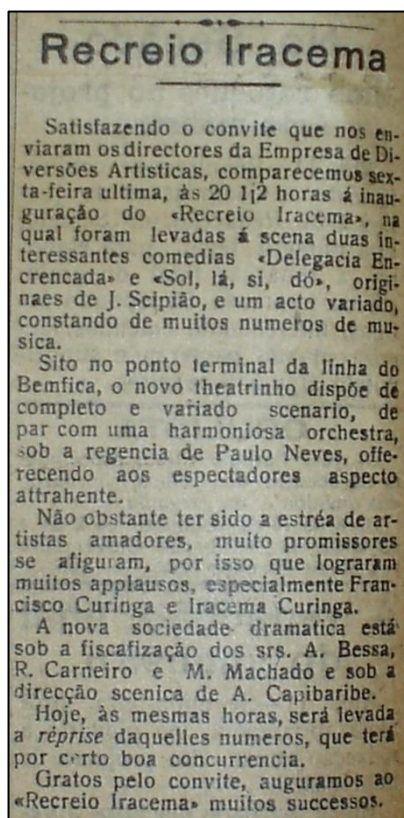 Recreio Iracema
Satisfazendo o convite que nos en-
viaram os directores da Empresa de Di-
versões Artisticas, comparecemos sex-
ta-feira ultima, às 20 1¡2 horas á inau-
guração do «Recreio Iracema», na
qual foram levadas á scena duas in-
teressantes comedias «Delegacia En-
crencada» e «Sol, lá, si, dó», origi-
naes de J. Scipião, e um acto variado,
constando de muitos numeros de mu-
sica.
Sito no ponto terminal da linha do
Bemfica, o novo theatrinho dispõe de
completo e variado scenario, de
par com uma harmoniosa orchestra,
sob a regencia de Paulo Neves, offe-
recendo aos espectadores aspecto
attrahente.
Não obstante ter sido a estréa de ar-
tistas amadores, muito promissores
se afiguram, por isso que lograram
muitos applausos, especialmente Fran-
cisco Curinga e Iracema Curinga.
A nova sociedade dramatica está
sob a fiscafização dos srs. A. Bessa,
R. Carneiro e M. Machado e sob a
direcção scenica de A. Capibaribe.
Hoje, às mesmas horas, será levada
a réprise daquelles numeros, que terá
por certo boa concurrencia.
Gratos pelo convite, auguramos ao
«Recreio Iracema» muitos successos.